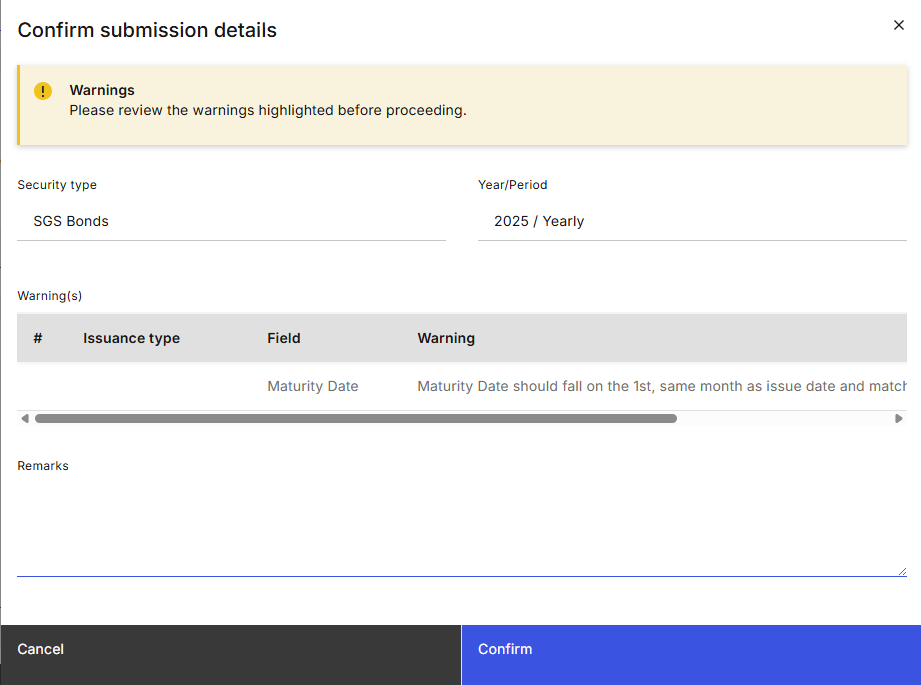 Confirm submission details
Warnings
Please review the warnings highlighted before proceeding.
Security type
Year/Period
SGS Bonds
2025 / Yearly
Warning(s)
# Issuance type Field Warning
Maturity Date Maturity Date should fall on the 1st, same month as issue date and match
Remarks
Cancel
Confirm